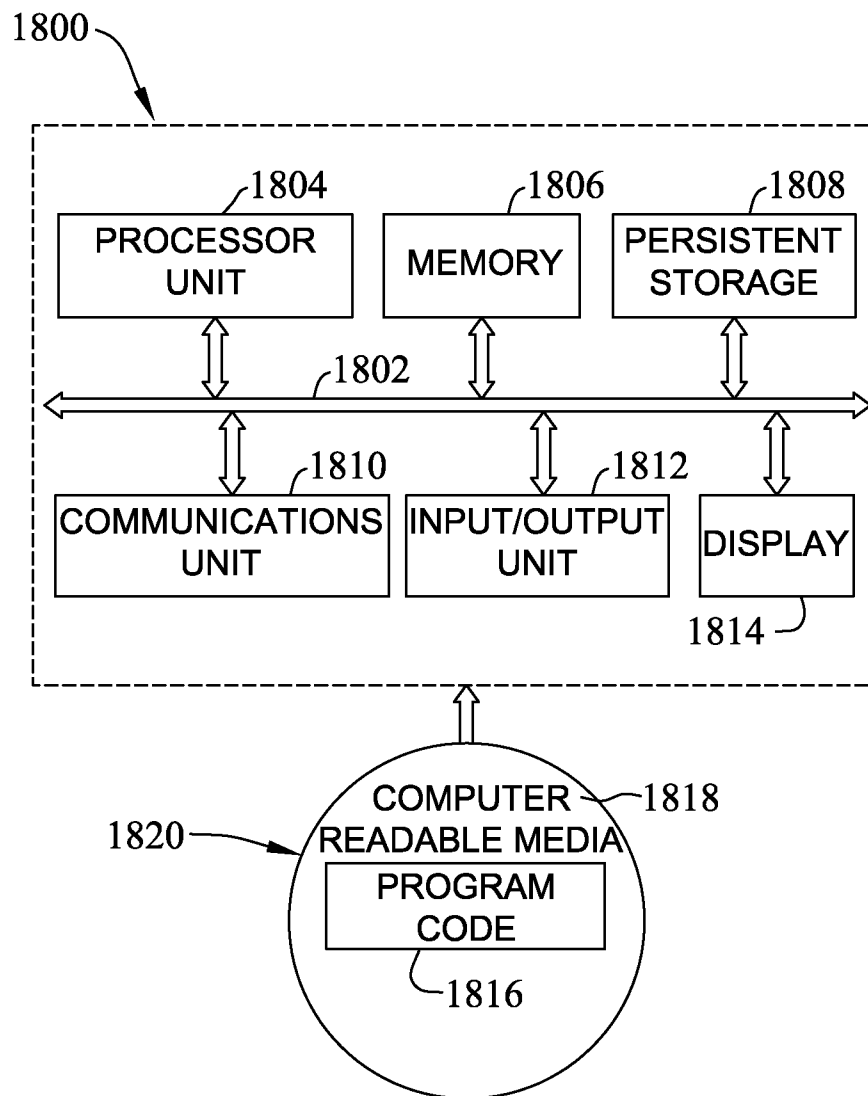 1800
1804
PROCESSOR
UNIT
1806
MEMORY
1808
PERSISTENT
STORAGE
1802
1810
COMMUNICATIONS
UNIT
1812
INPUT/OUTPUT
UNIT
DISPLAY
1814
COMPUTER
READABLE MEDIA
1818
1820
PROGRAM
CODE
1816